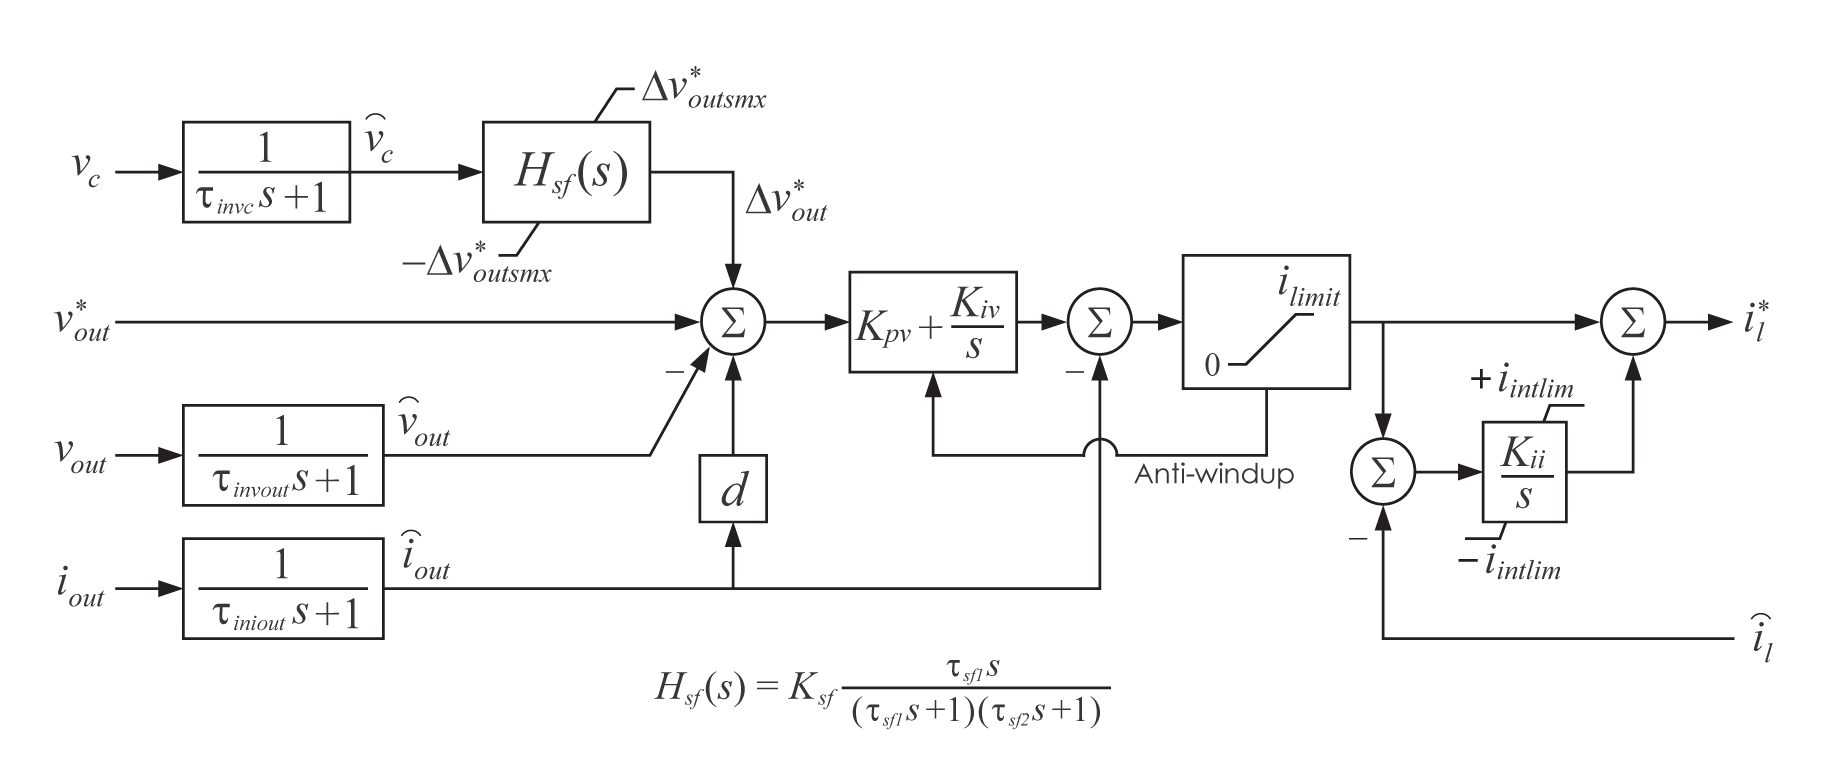 Δv*outsmx
v̂c
vc
1
τinvc s+1
Hsf(s)
−Δv*outsmx
Δv*out
v*out
Σ
Kpv + Kiv
s
Σ
ilimit
0
Σ
i*l
−
−
+iintlim
vout
1
τinvout s+1
v̂out
d
Anti-windup
Σ
Kii
s
−
−iintlim
iout
1
τiniout s+1
îout
îl
Hsf(s) = Ksf τsf1 s
(τsf1 s+1)(τsf2 s+1)